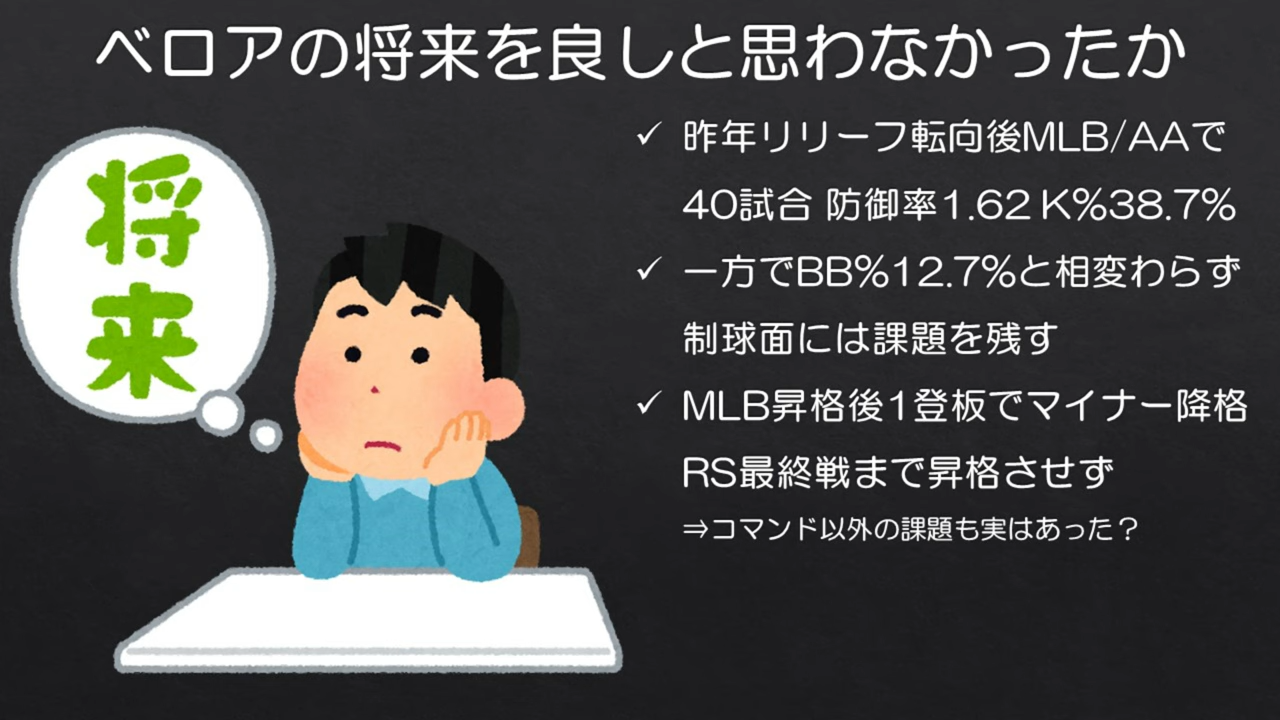 ベロアの将来を良しと思わなかったか
将
来
✓ 昨年リリーフ転向後MLB/AAで
40試合 防御率1.62 K%38.7%
✓ 一方でBB%12.7%と相変わらず
制球面には課題を残す
✓ MLB昇格後1登板でマイナー降格
RS最終戦まで昇格させず
⇒コマンド以外の課題も実はあった？